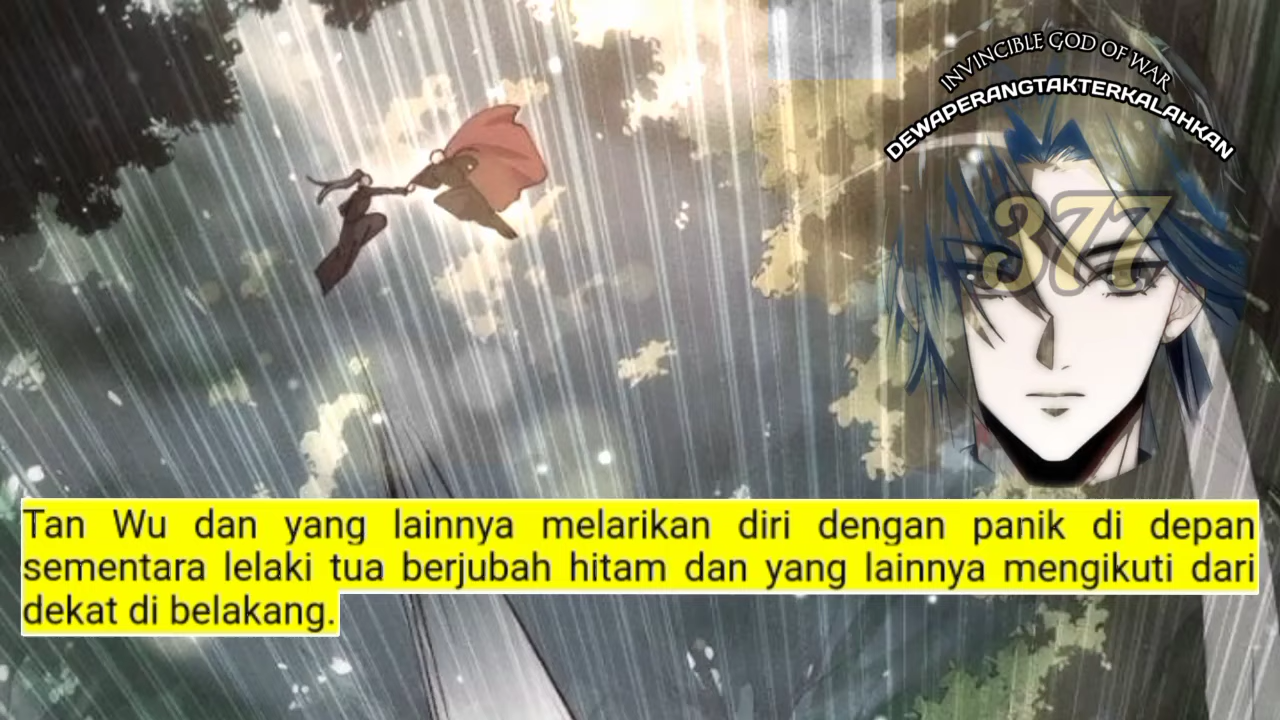 INVINCIBLE GOD OF WAR
DEWAPERANGTAKTERKALAHKAN
377
Tan Wu dan yang lainnya melarikan diri dengan panik di depan
sementara lelaki tua berjubah hitam dan yang lainnya mengikuti dari
dekat di belakang.